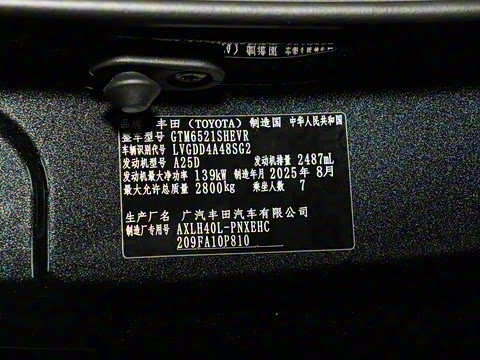 品牌 丰田 (TOYOTA) 制造国 中华人民共和国
整车型号 GTM6521SHEVR
车辆识别代号 LVGDD4A48SG2
发动机型号 A25D 发动机排量 2487mL
发动机最大净功率 139kW 制造年月 2025年8月
最大允许总质量 2800kg 乘坐人数 7
生产厂名 广汽丰田汽车有限公司
制造厂专用号 AXLH40L-PNXEHC
209FA10P810